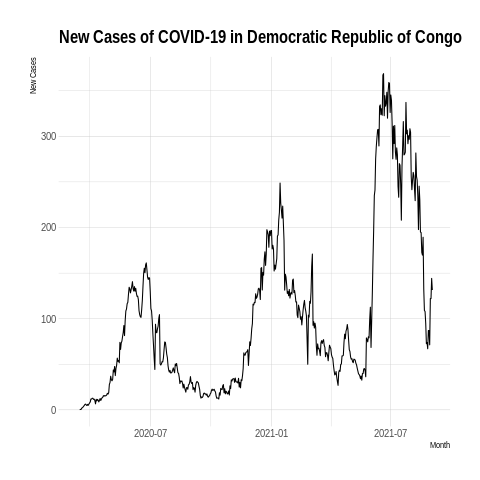 New Cases of COVID-19 in Democratic Republic of Congo
New Cases
300
200
100
0
2020-07
2021-01
2021-07
Month